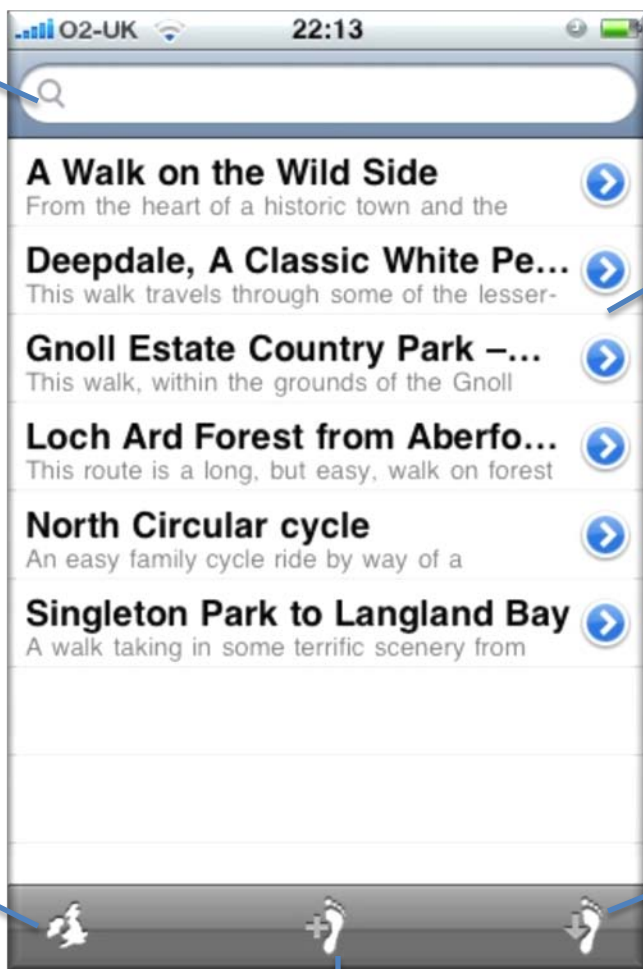 O2-UK 22:13
A Walk on the Wild Side
From the heart of a historic town and the
Deepdale, A Classic White Pe...
This walk travels through some of the lesser-
Gnoll Estate Country Park –...
This walk, within the grounds of the Gnoll
Loch Ard Forest from Aberfo...
This route is a long, but easy, walk on forest
North Circular cycle
An easy family cycle ride by way of a
Singleton Park to Langland Bay
A walk taking in some terrific scenery from